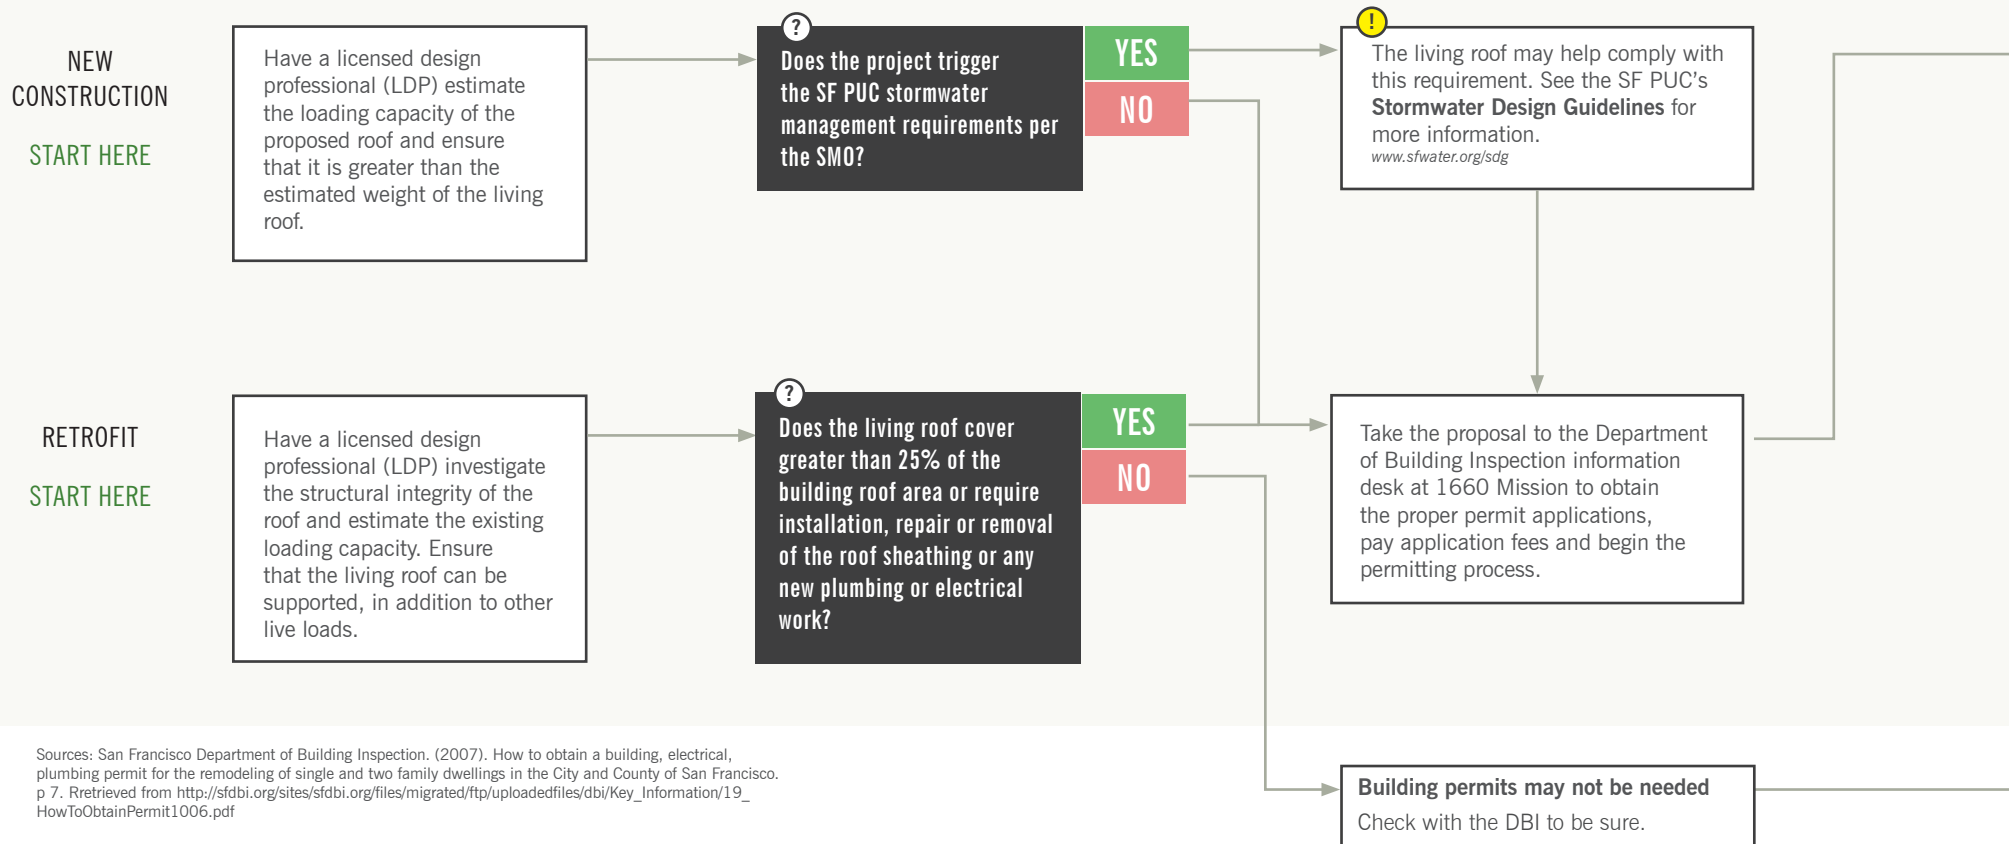 NEW
CONSTRUCTION
START HERE
Have a licensed design
professional (LDP) estimate
the loading capacity of the
proposed roof and ensure
that it is greater than the
estimated weight of the living
roof.
?
Does the project trigger
the SF PUC stormwater
management requirements per
the SMO?
YES
NO
!
The living roof may help comply with
this requirement. See the SF PUC’s
Stormwater Design Guidelines for
more information.
www.sfwater.org/sdg
RETROFIT
START HERE
Have a licensed design
professional (LDP) investigate
the structural integrity of the
roof and estimate the existing
loading capacity. Ensure
that the living roof can be
supported, in addition to other
live loads.
?
Does the living roof cover
greater than 25% of the
building roof area or require
installation, repair or removal
of the roof sheathing or any
new plumbing or electrical
work?
YES
NO
Take the proposal to the Department
of Building Inspection information
desk at 1660 Mission to obtain
the proper permit applications,
pay application fees and begin the
permitting process.
Sources: San Francisco Department of Building Inspection. (2007). How to obtain a building, electrical,
plumbing permit for the remodeling of single and two family dwellings in the City and County of San Francisco.
p 7. Rretrieved from http://sfdbi.org/sites/sfdbi.org/files/migrated/ftp/uploadedfiles/dbi/Key_Information/19_
HowToObtainPermit1006.pdf
Building permits may not be needed
Check with the DBI to be sure.